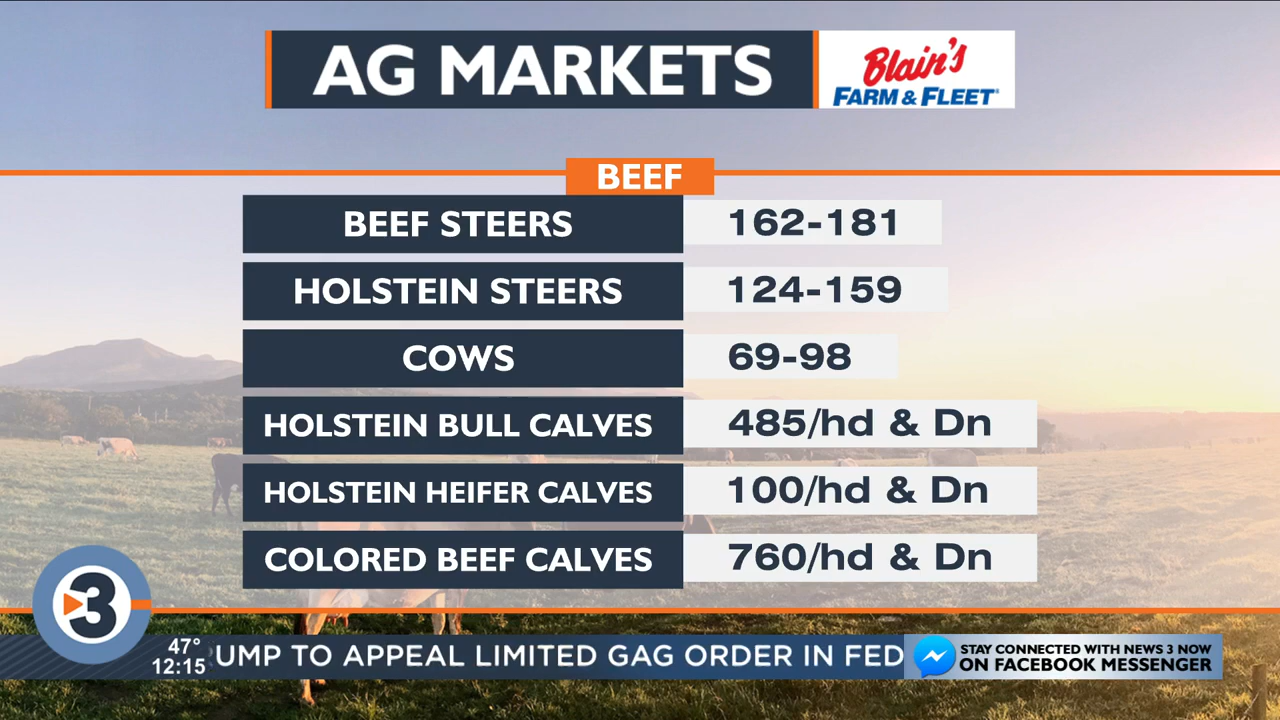 AG MARKETS
Blain's
FARM & FLEET
BEEF
BEEF STEERS 162-181
HOLSTEIN STEERS 124-159
COWS 69-98
HOLSTEIN BULL CALVES 485/hd & Dn
HOLSTEIN HEIFER CALVES 100/hd & Dn
COLORED BEEF CALVES 760/hd & Dn
3
47°
12:15
UMP TO APPEAL LIMITED GAG ORDER IN FED
STAY CONNECTED WITH NEWS 3 NOW
ON FACEBOOK MESSENGER